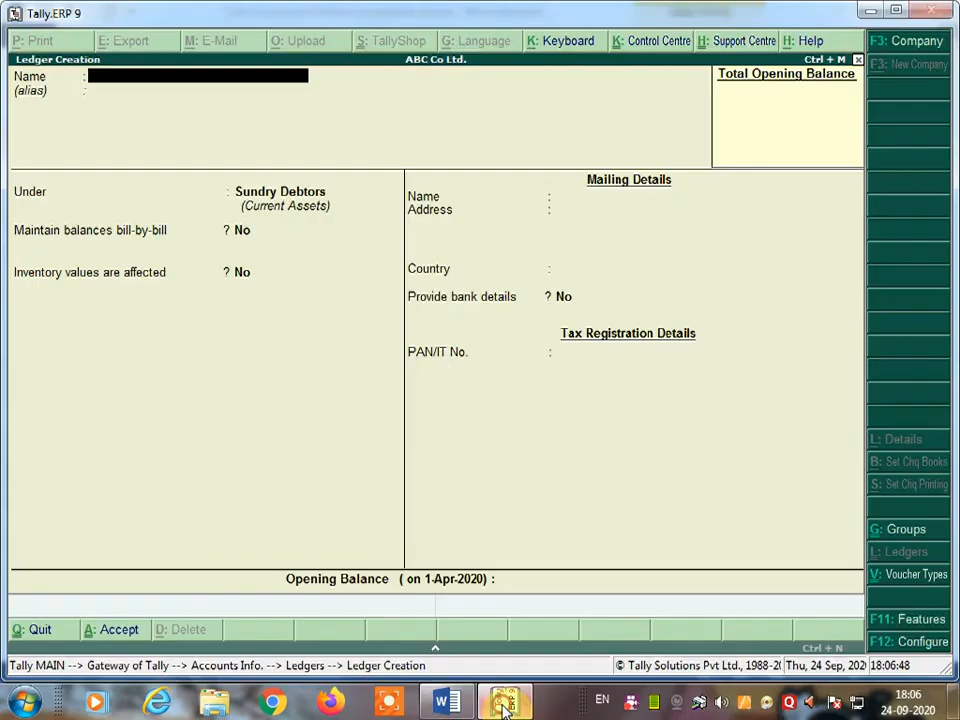 Tally.ERP 9
P: Print
E: Export
M: E-Mail
O: Upload
S: TallyShop
G: Language
K: Keyboard
K: Control Centre
H: Support Centre
H: Help
F3: Company
Ledger Creation
ABC Co Ltd.
Ctrl + M
F3: New Company
Name :
(alias) :
Total Opening Balance
Under : Sundry Debtors
(Current Assets)
Maintain balances bill-by-bill ? No
Inventory values are affected ? No
Mailing Details
Name :
Address :
Country :
Provide bank details ? No
Tax Registration Details
PAN/IT No. :
L: Details
B: Set Chq Books
S: Set Chq Printing
G: Groups
L: Ledgers
V: Voucher Types
F11: Features
F12: Configure
Opening Balance ( on 1-Apr-2020) :
Q: Quit
A: Accept
D: Delete
Ctrl + N
Tally MAIN --> Gateway of Tally --> Accounts Info. --> Ledgers --> Ledger Creation
© Tally Solutions Pvt Ltd., 1988-2
Thu, 24 Sep, 202
18:06:48
EN
18:06
24-09-2020